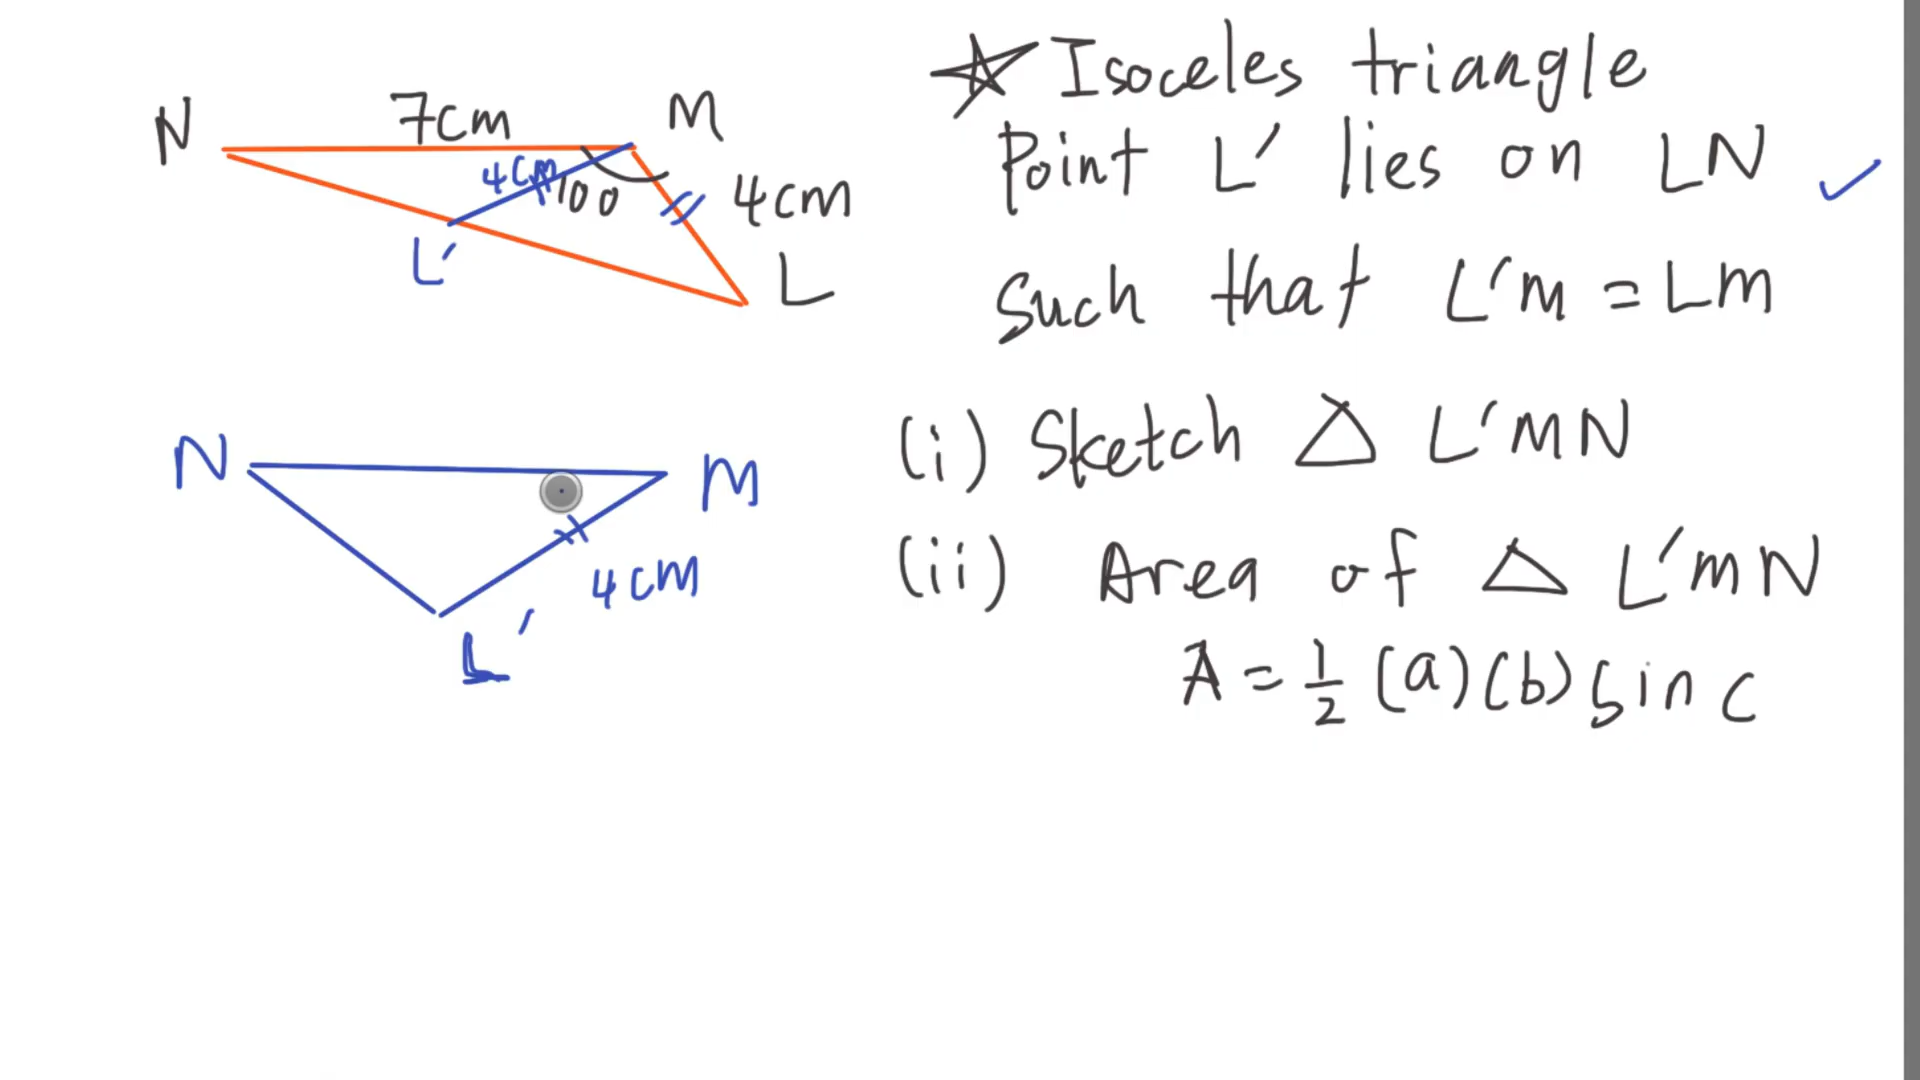 N 7cm M
4cm 100 4cm
L'
L
N M
4cm
L'
Isoceles triangle
Point L' lies on LN
such that L'm = Lm
(i) Sketch △ L'MN
(ii) Area of △ L'mN
A = 1/2 (a)(b) sin c